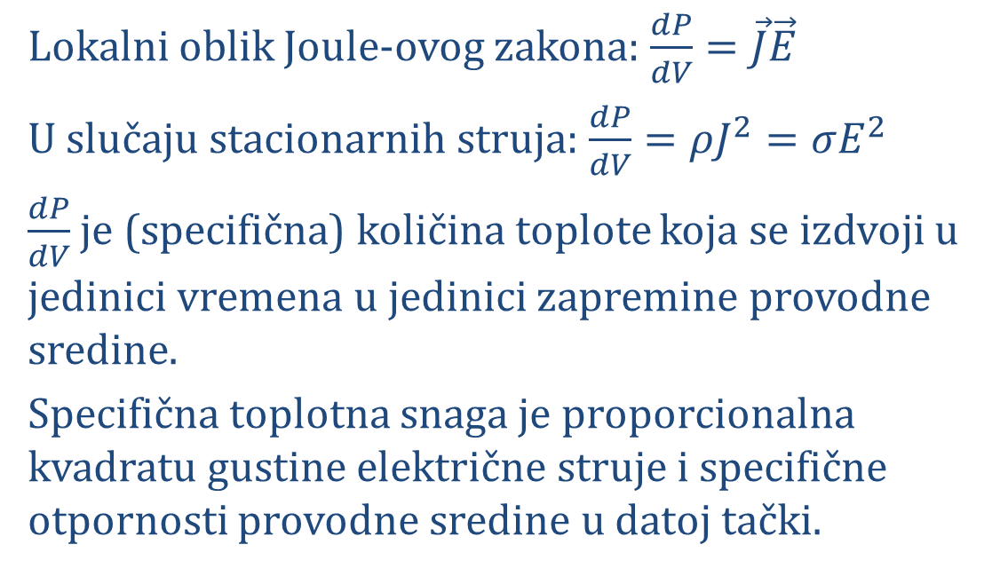 Lokalni oblik Joule-ovog zakona: $\frac{dP}{dV} = \vec{J}\vec{E}$
U slučaju stacionarnih struja: $\frac{dP}{dV} = \rho J^2 = \sigma E^2$
$\frac{dP}{dV}$ je (specifična) količina toplote koja se izdvoji u
jedinici vremena u jedinici zapremine provodne
sredine.
Specifična toplotna snaga je proporcionalna
kvadratu gustine električne struje i specifične
otpornosti provodne sredine u datoj tački.